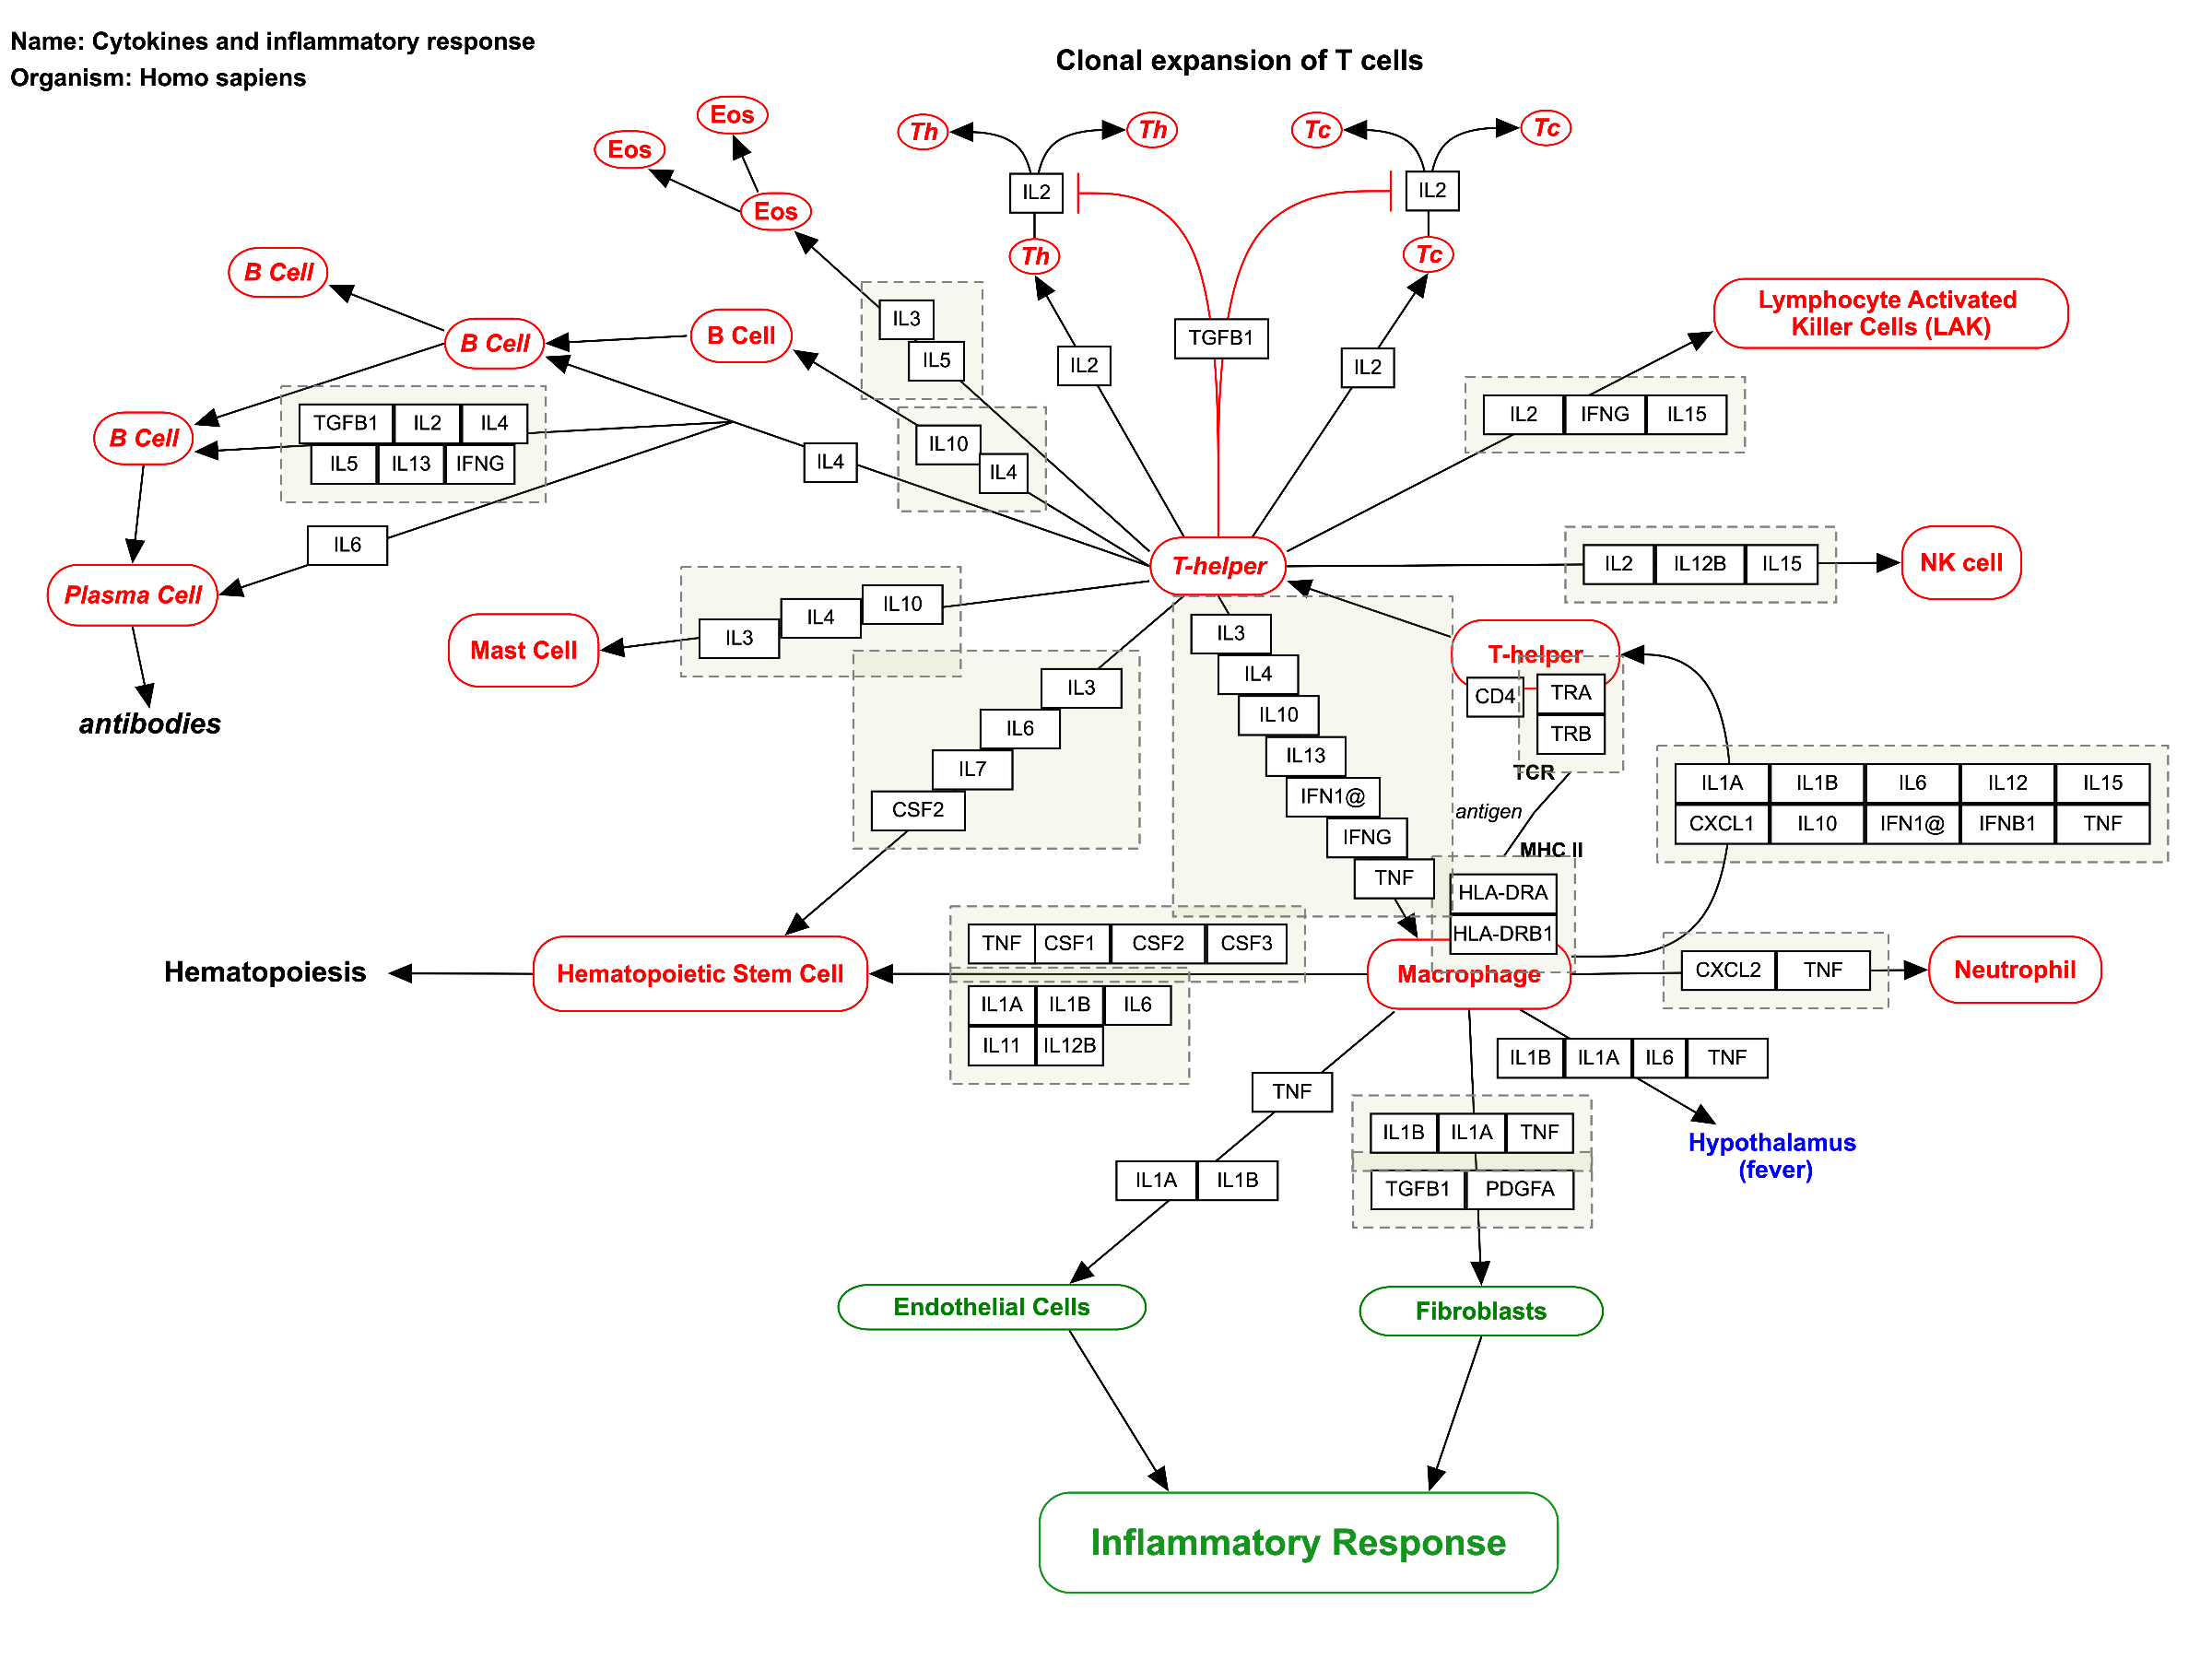 Name: Cytokines and inflammatory response
Organism: Homo sapiens
Clonal expansion of T cells
Eos
Eos
Eos
Th
Th
Tc
Tc
IL2
IL2
Th
Tc
B Cell
B Cell
B Cell
IL3
IL5
IL2
TGFB1
IL2
Lymphocyte Activated
Killer Cells (LAK)
IL2 IFNG IL15
B Cell
TGFB1 IL2 IL4
IL5 IL13 IFNG
IL4
IL10
IL4
IL6
Plasma Cell
antibodies
T-helper
IL2 IL12B IL15
NK cell
Mast Cell
IL3
IL4
IL10
IL3
IL6
IL7
CSF2
IL3
IL4
IL10
IL13
IFN1@
IFNG
TNF
T-helper
CD4
TRA
TRB
TCR
antigen
MHC II
HLA-DRA
HLA-DRB1
IL1A IL1B IL6 IL12 IL15
CXCL1 IL10 IFN1@ IFNB1 TNF
Hematopoiesis
Hematopoietic Stem Cell
TNF CSF1 CSF2 CSF3
IL1A IL1B IL6
IL11 IL12B
Macrophage
CXCL2 TNF
Neutrophil
TNF
IL1A IL1B
IL1B IL1A TNF
TGFB1 PDGFA
IL1B IL1A IL6 TNF
Hypothalamus
(fever)
Endothelial Cells
Fibroblasts
Inflammatory Response